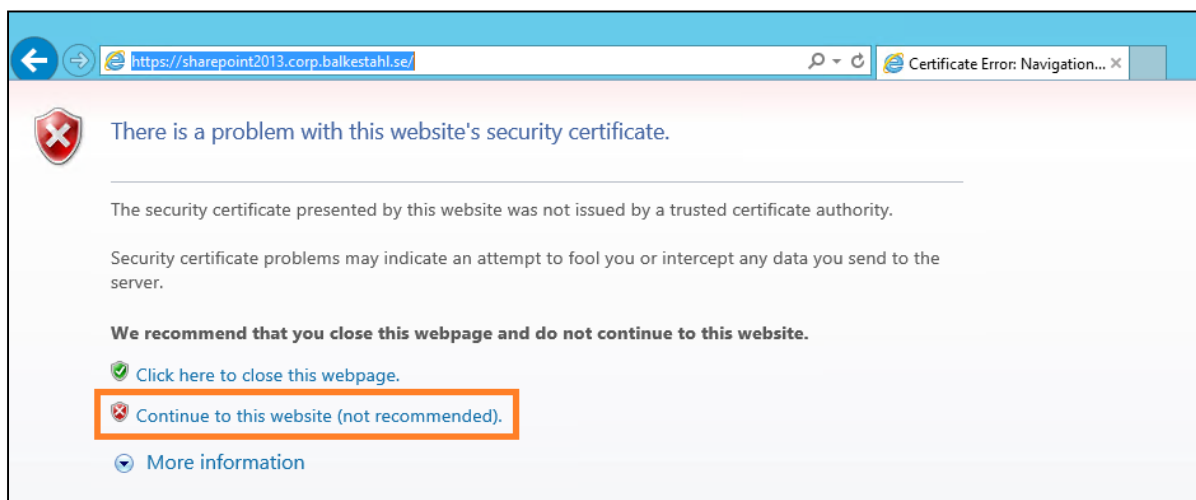 https://sharepoint2013.corp.balkestahl.se/
Certificate Error: Navigation...
There is a problem with this website's security certificate.
The security certificate presented by this website was not issued by a trusted certificate authority.
Security certificate problems may indicate an attempt to fool you or intercept any data you send to the
server.
We recommend that you close this webpage and do not continue to this website.
Click here to close this webpage.
Continue to this website (not recommended).
More information